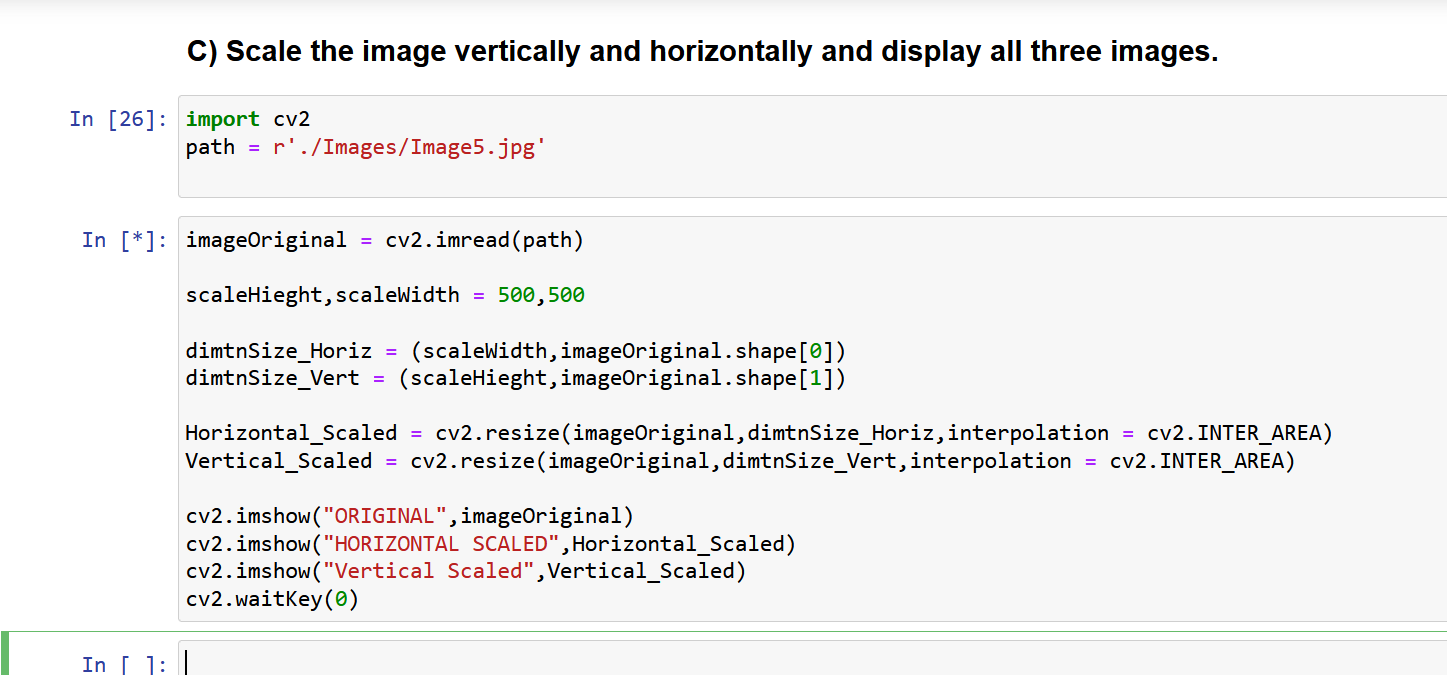 C) Scale the image vertically and horizontally and display all three images.
In [26]:
import cv2
path = r'./Images/Image5.jpg'
In [*]:
imageOriginal = cv2.imread(path)
scaleHieght,scaleWidth = 500,500
dimtnSize_Horiz = (scaleWidth,imageOriginal.shape[0])
dimtnSize_Vert = (scaleHieght,imageOriginal.shape[1])
Horizontal_Scaled = cv2.resize(imageOriginal,dimtnSize_Horiz,interpolation = cv2.INTER_AREA)
Vertical_Scaled = cv2.resize(imageOriginal,dimtnSize_Vert,interpolation = cv2.INTER_AREA)
cv2.imshow("ORIGINAL",imageOriginal)
cv2.imshow("HORIZONTAL SCALED",Horizontal_Scaled)
cv2.imshow("Vertical Scaled",Vertical_Scaled)
cv2.waitKey(0)
In [ ]: